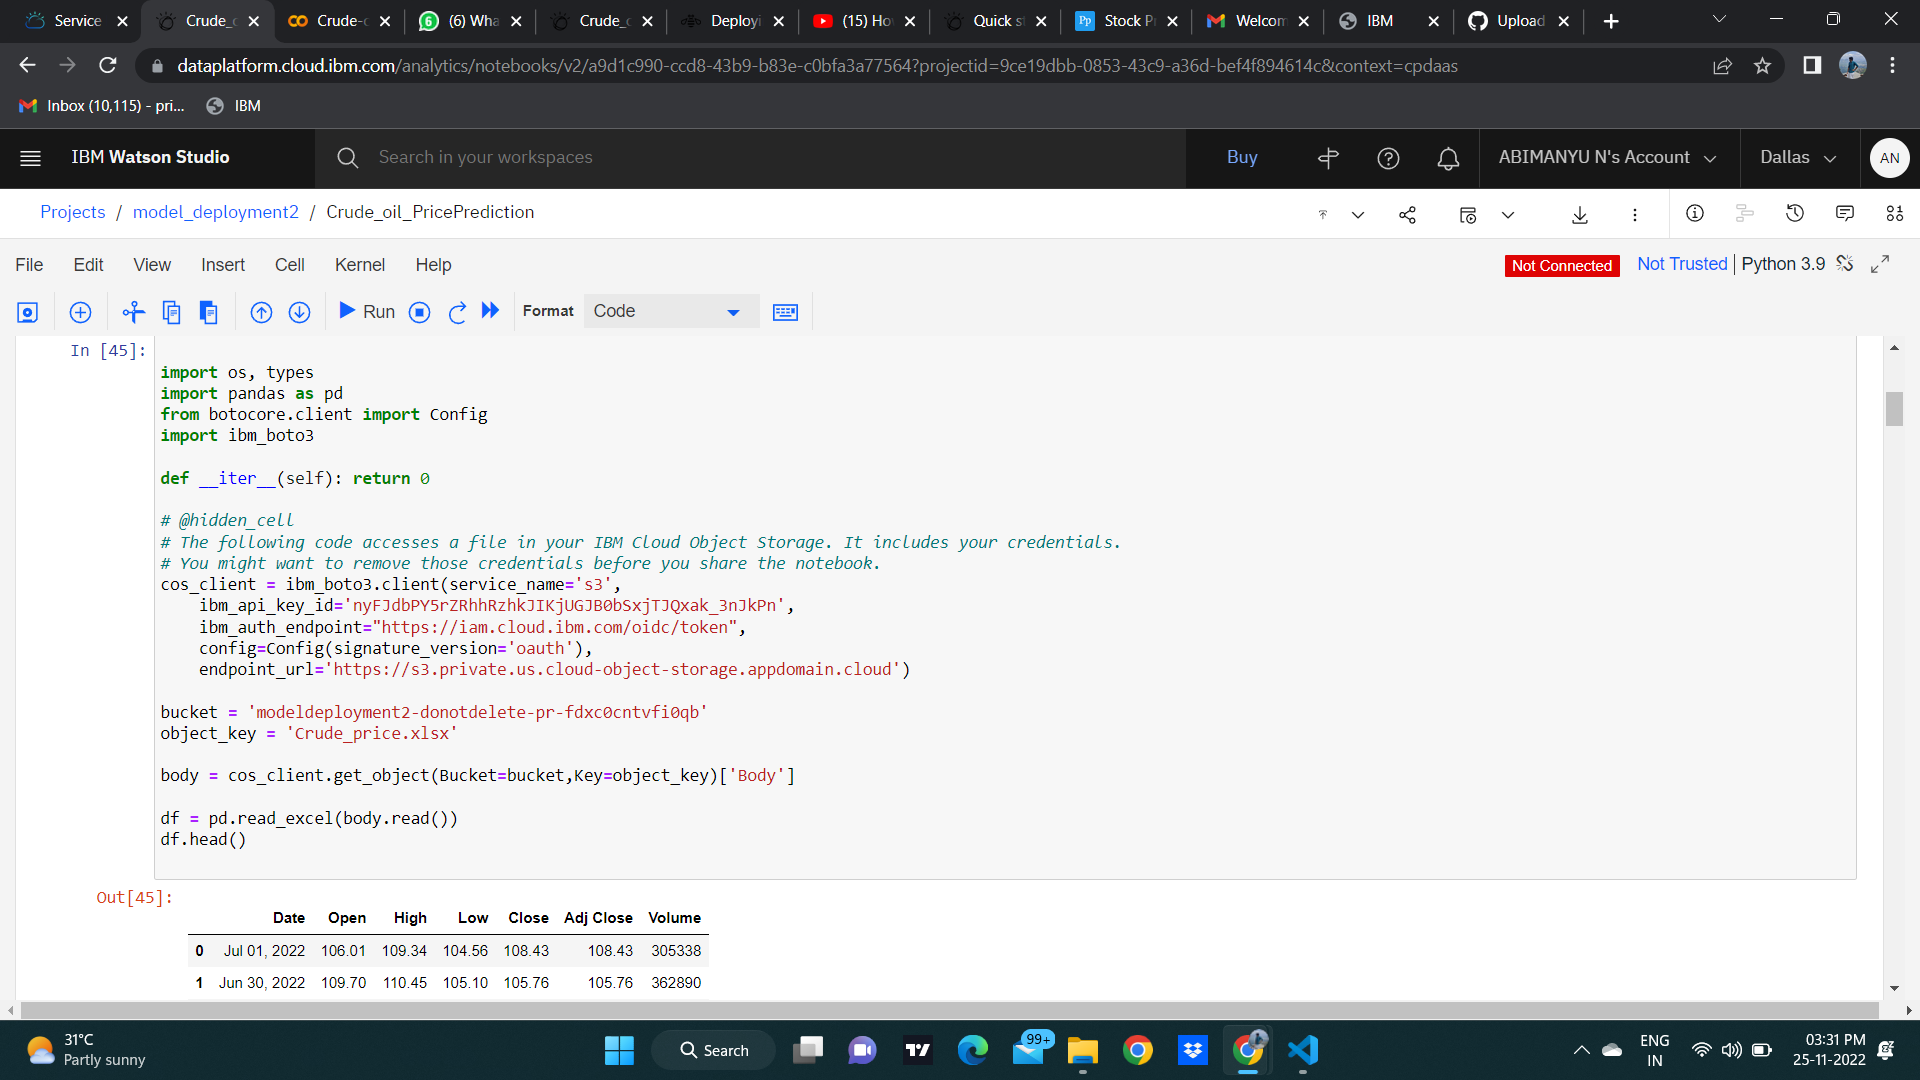 Service
Crude_
Crude-
(6) Wha
Crude_
Deployi
(15) Ho
Quick s
Stock P
Welcom
IBM
Upload
dataplatform.cloud.ibm.com/analytics/notebooks/v2/a9d1c990-ccd8-43b9-b83e-c0bfa3a77564?projectid=9ce19dbb-0853-43c9-a36d-bef4f894614c&context=cpdaas
Inbox (10,115) - pri... IBM
IBM Watson Studio
Search in your workspaces
Buy
ABIMANYU N's Account
Dallas
AN
Projects / model_deployment2 / Crude_oil_PricePrediction
File Edit View Insert Cell Kernel Help
Not Connected Not Trusted Python 3.9
Run Format Code
In [45]:
import os, types
import pandas as pd
from botocore.client import Config
import ibm_boto3
def __iter__(self): return 0
# @hidden_cell
# The following code accesses a file in your IBM Cloud Object Storage. It includes your credentials.
# You might want to remove those credentials before you share the notebook.
cos_client = ibm_boto3.client(service_name='s3',
ibm_api_key_id='nyFJdbPY5rZRhhRzhkJIKjUGJB0bSxjTJQxak_3nJkPn',
ibm_auth_endpoint="https://iam.cloud.ibm.com/oidc/token",
config=Config(signature_version='oauth'),
endpoint_url='https://s3.private.us.cloud-object-storage.appdomain.cloud')
bucket = 'modeldeployment2-donotdelete-pr-fdxc0cntvfi0qb'
object_key = 'Crude_price.xlsx'
body = cos_client.get_object(Bucket=bucket,Key=object_key)['Body']
df = pd.read_excel(body.read())
df.head()
Out[45]:
Date Open High Low Close Adj Close Volume
0 Jul 01, 2022 106.01 109.34 104.56 108.43 108.43 305338
1 Jun 30, 2022 109.70 110.45 105.10 105.76 105.76 362890
31°C
Partly sunny
Search
99+
ENG
IN
03:31 PM
25-11-2022